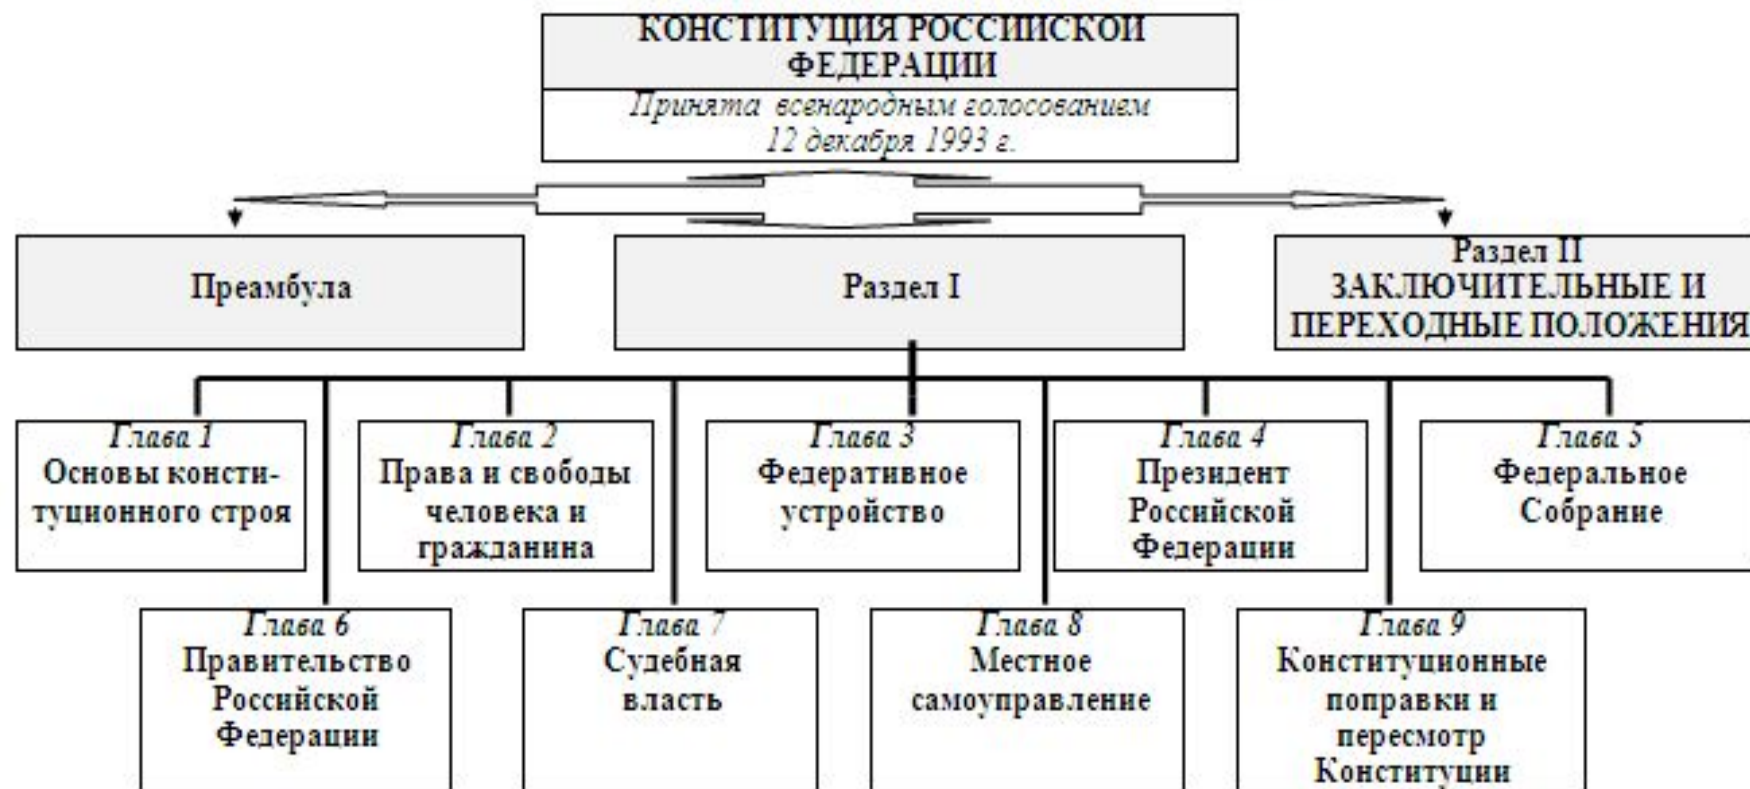 КОНСТИТУЦИЯ РОССИЙСКОЙ
ФЕДЕРАЦИИ
Принята всенародным голосованием
12 декабря 1993 г.
Преамбула
Раздел I
Раздел II
ЗАКЛЮЧИТЕЛЬНЫЕ И
ПЕРЕХОДНЫЕ ПОЛОЖЕНИЯ
Глава 1
Основы консти-
туционного строя
Глава 2
Права и свободы
человека и
гражданина
Глава 3
Федеративное
устройство
Глава 4
Президент
Российской
Федерации
Глава 5
Федеральное
Собрание
Глава 6
Правительство
Российской
Федерации
Глава 7
Судебная
власть
Глава 8
Местное
самоуправление
Глава 9
Конституционные
поправки и
пересмотр
Конституции